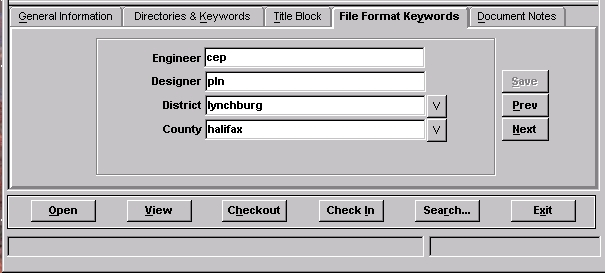 General Information Directories & Keywords Title Block File Format Keywords Document Notes
Engineer cep
Designer pln
Save
District lynchburg V
Prev
County halifax V
Next
Open View Checkout Check In Search... Exit